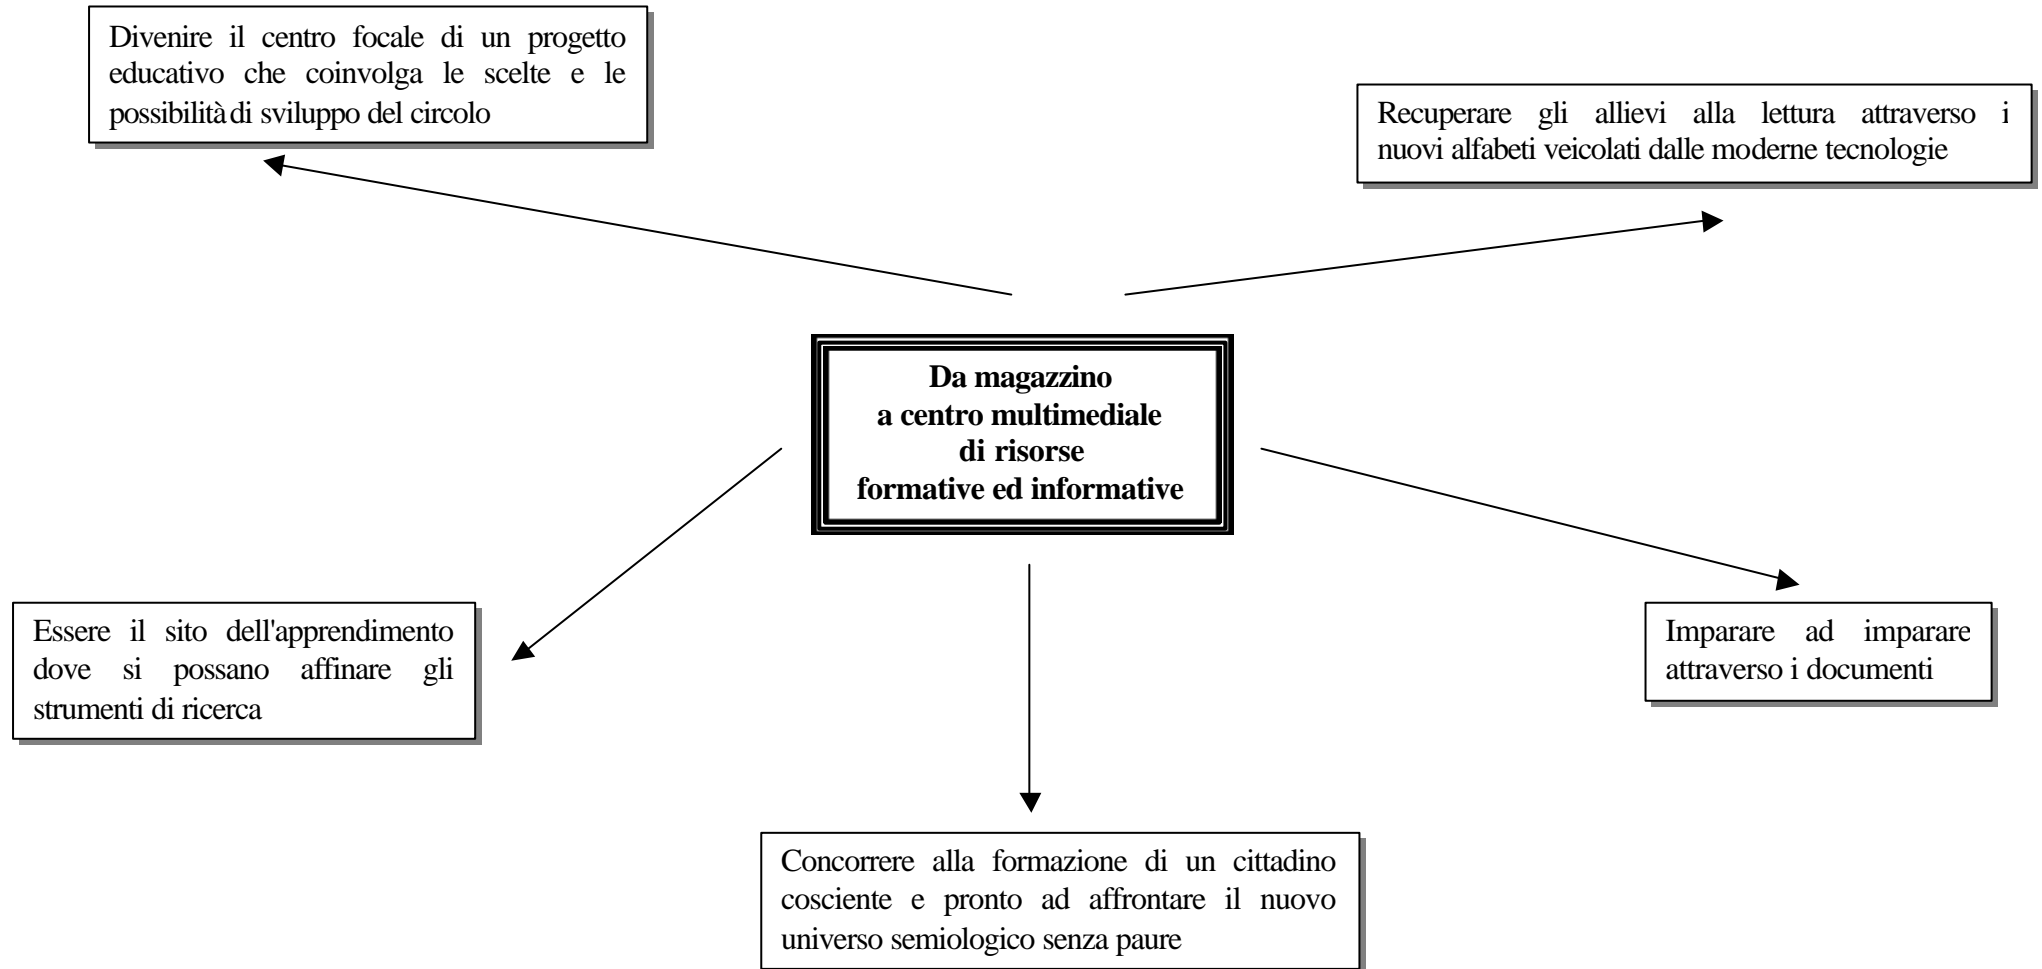 Divenire il centro focale di un progetto
educativo che coinvolga le scelte e le
possibilità di sviluppo del circolo
Recuperare gli allievi alla lettura attraverso i
nuovi alfabeti veicolati dalle moderne tecnologie
Da magazzino
a centro multimediale
di risorse
formative ed informative
Essere il sito dell'apprendimento
dove si possano affinare gli
strumenti di ricerca
Imparare ad imparare
attraverso i documenti
Concorrere alla formazione di un cittadino
cosciente e pronto ad affrontare il nuovo
universo semiologico senza paure